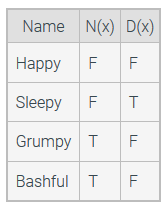 Name N(x) D(x)
Happy F F
Sleepy F T
Grumpy T F
Bashful T F